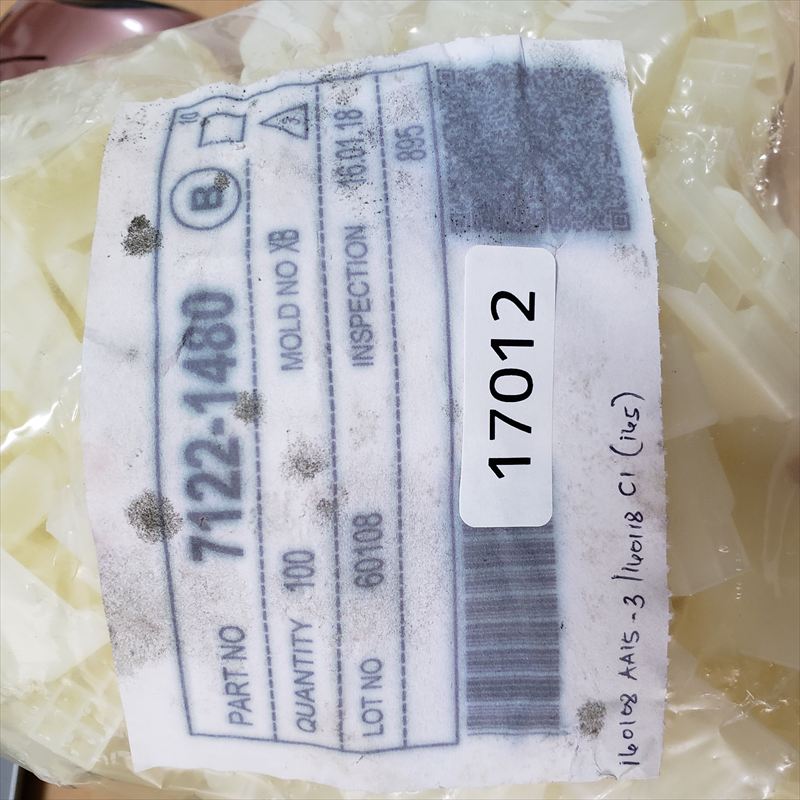 PART NO 7122-1480 B
QUANTITY 100 MOLD NO XB 3
LOT NO 60108 INSPECTION 16.01.18
895
17012
160108 AA15-3/160118 C1 (145)